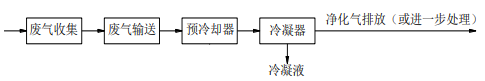 净化气排放（或进一步处理）
废气收集
废气输送
预冷却器
冷凝器
冷凝液